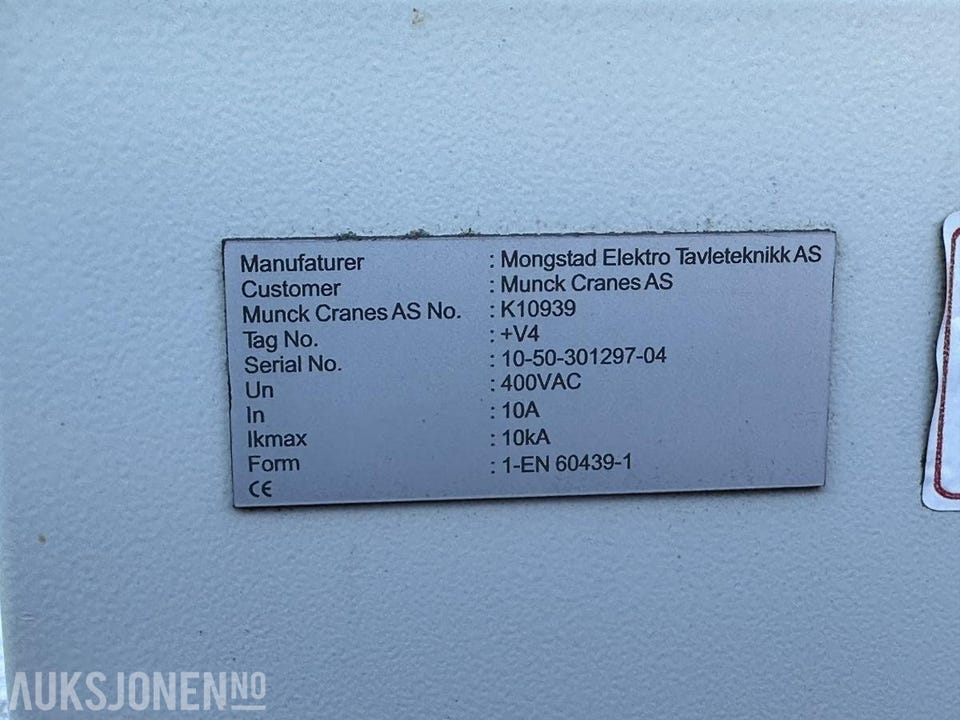 Manufaturer : Mongstad Elektro Tavleteknikk AS
Customer : Munck Cranes AS
Munck Cranes AS No. : K10939
Tag No. : +V4
Serial No. : 10-50-301297-04
Un : 400VAC
In : 10A
Ikmax : 10kA
Form : 1-EN 60439-1
CE
AUKSJONEN NO